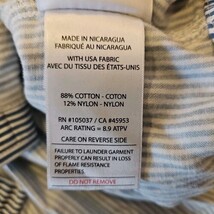 MADE IN NICARAGUA
FABRIQUÉ AU NICARAGUA
WITH USA FABRIC
AVEC DU TISSU DES ÉTATS-UNIS
88% COTTON - COTON
12% NYLON - NYLON
RN #105037 / CA #45953
ARC RATING = 8.9 ATPV
CARE ON REVERSE SIDE
FAILURE TO LAUNDER GARMENT
PROPERLY CAN RESULT IN LOSS
OF FLAME RESISTANCE
PROPERTIES
DO NOT REMOVE